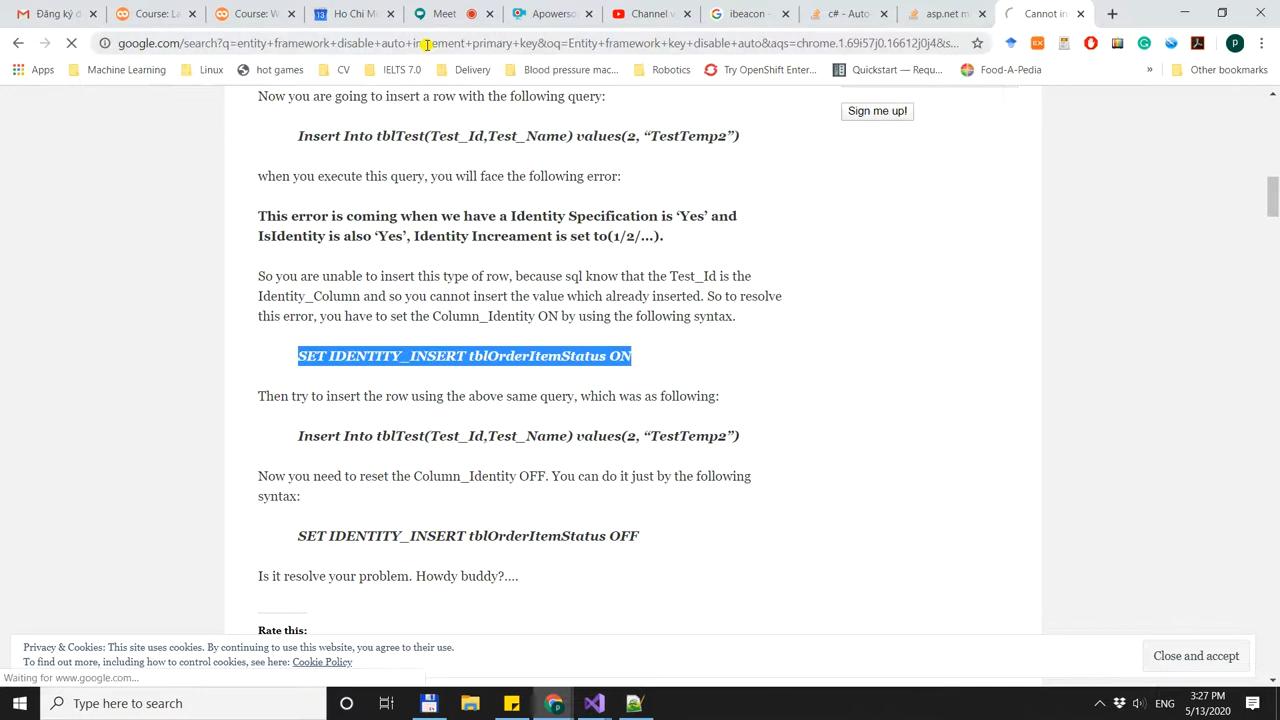 Đăng ký d
Course: La
Course: W
13 Ho Chi Mi
Meet
Apowerso
Channel v
ibeacon -
c# - Auto-
asp.net m
Cannot in
google.com/search?q=entity+framework+disable+auto+increment+primary+key&oq=Entity+framework+key+disable+auto&aqs=chrome.1.69i57j0.16612j0j4&s...
Apps
Machine Learning
Linux
hot games
CV
IELTS 7.0
Delivery
Blood pressure mac...
Robotics
Try OpenShift Enter...
Quickstart — Requ...
Food-A-Pedia
»
Other bookmarks
Now you are going to insert a row with the following query:
Sign me up!
Insert Into tblTest(Test_Id,Test_Name) values(2, “TestTemp2”)
when you execute this query, you will face the following error:
This error is coming when we have a Identity Specification is ‘Yes’ and
IsIdentity is also ‘Yes’, Identity Increament is set to(1/2/...).
So you are unable to insert this type of row, because sql know that the Test_Id is the
Identity_Column and so you cannot insert the value which already inserted. So to resolve
this error, you have to set the Column_Identity ON by using the following syntax.
SET IDENTITY_INSERT tblOrderItemStatus ON
Then try to insert the row using the above same query, which was as following:
Insert Into tblTest(Test_Id,Test_Name) values(2, “TestTemp2”)
Now you need to reset the Column_Identity OFF. You can do it just by the following
syntax:
SET IDENTITY_INSERT tblOrderItemStatus OFF
Is it resolve your problem. Howdy buddy?....
Rate this:
Privacy & Cookies: This site uses cookies. By continuing to use this website, you agree to their use.
To find out more, including how to control cookies, see here: Cookie Policy
Close and accept
Waiting for www.google.com...
Type here to search
ENG
3:27 PM
5/13/2020